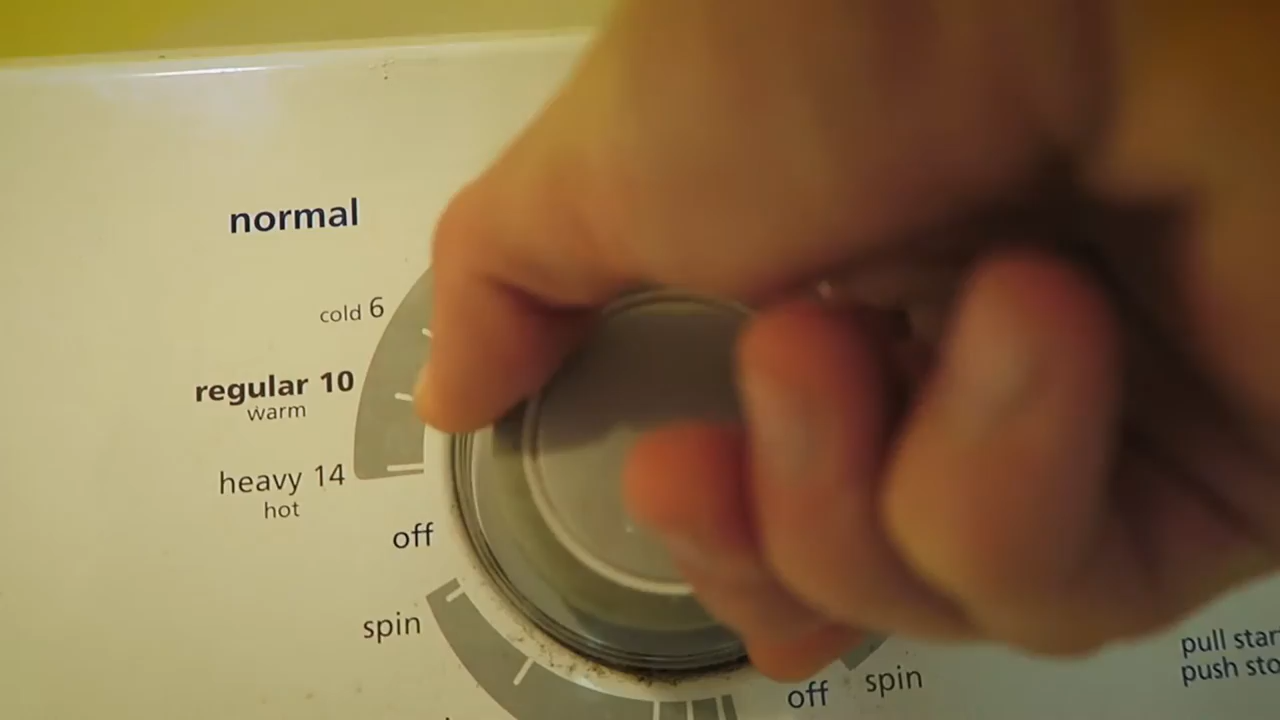 normal
cold 6
regular 10
warm
heavy 14
hot
off
spin
off
spin
pull star
push sto